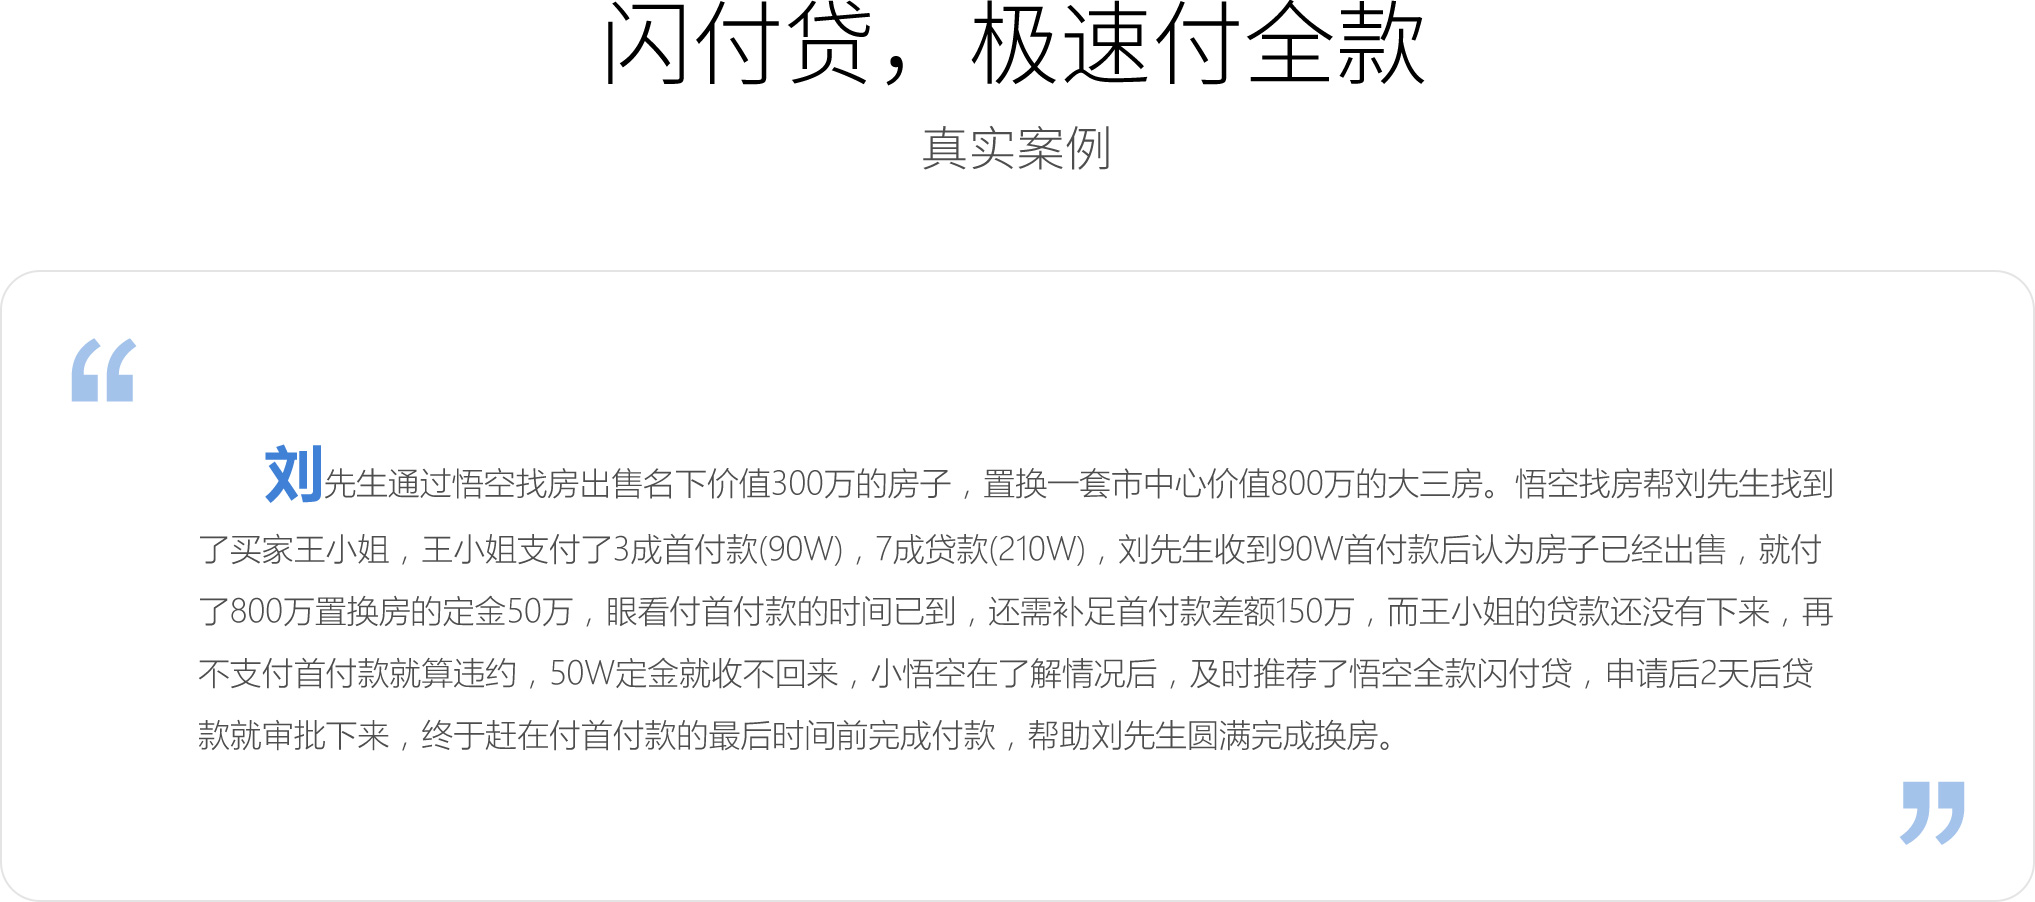 闪付贷，极速付全款
真实案例
“
刘先生通过悟空找房出售名下价值300万的房子，置换一套市中心价值800万的大三房。悟空找房帮刘先生找到
了买家王小姐，王小姐支付了3成首付款(90W)，7成贷款(210W)，刘先生收到90W首付款后认为房子已经出售，就付
了800万置换房的定金50万，眼看付首付款的时间已到，还需补足首付款差额150万，而王小姐的贷款还没有下来，再
不支付首付款就算违约，50W定金就收不回来，小悟空在了解情况后，及时推荐了悟空全款闪付贷，申请后2天后贷
款就审批下来，终于赶在付首付款的最后时间前完成付款，帮助刘先生圆满完成换房。
”